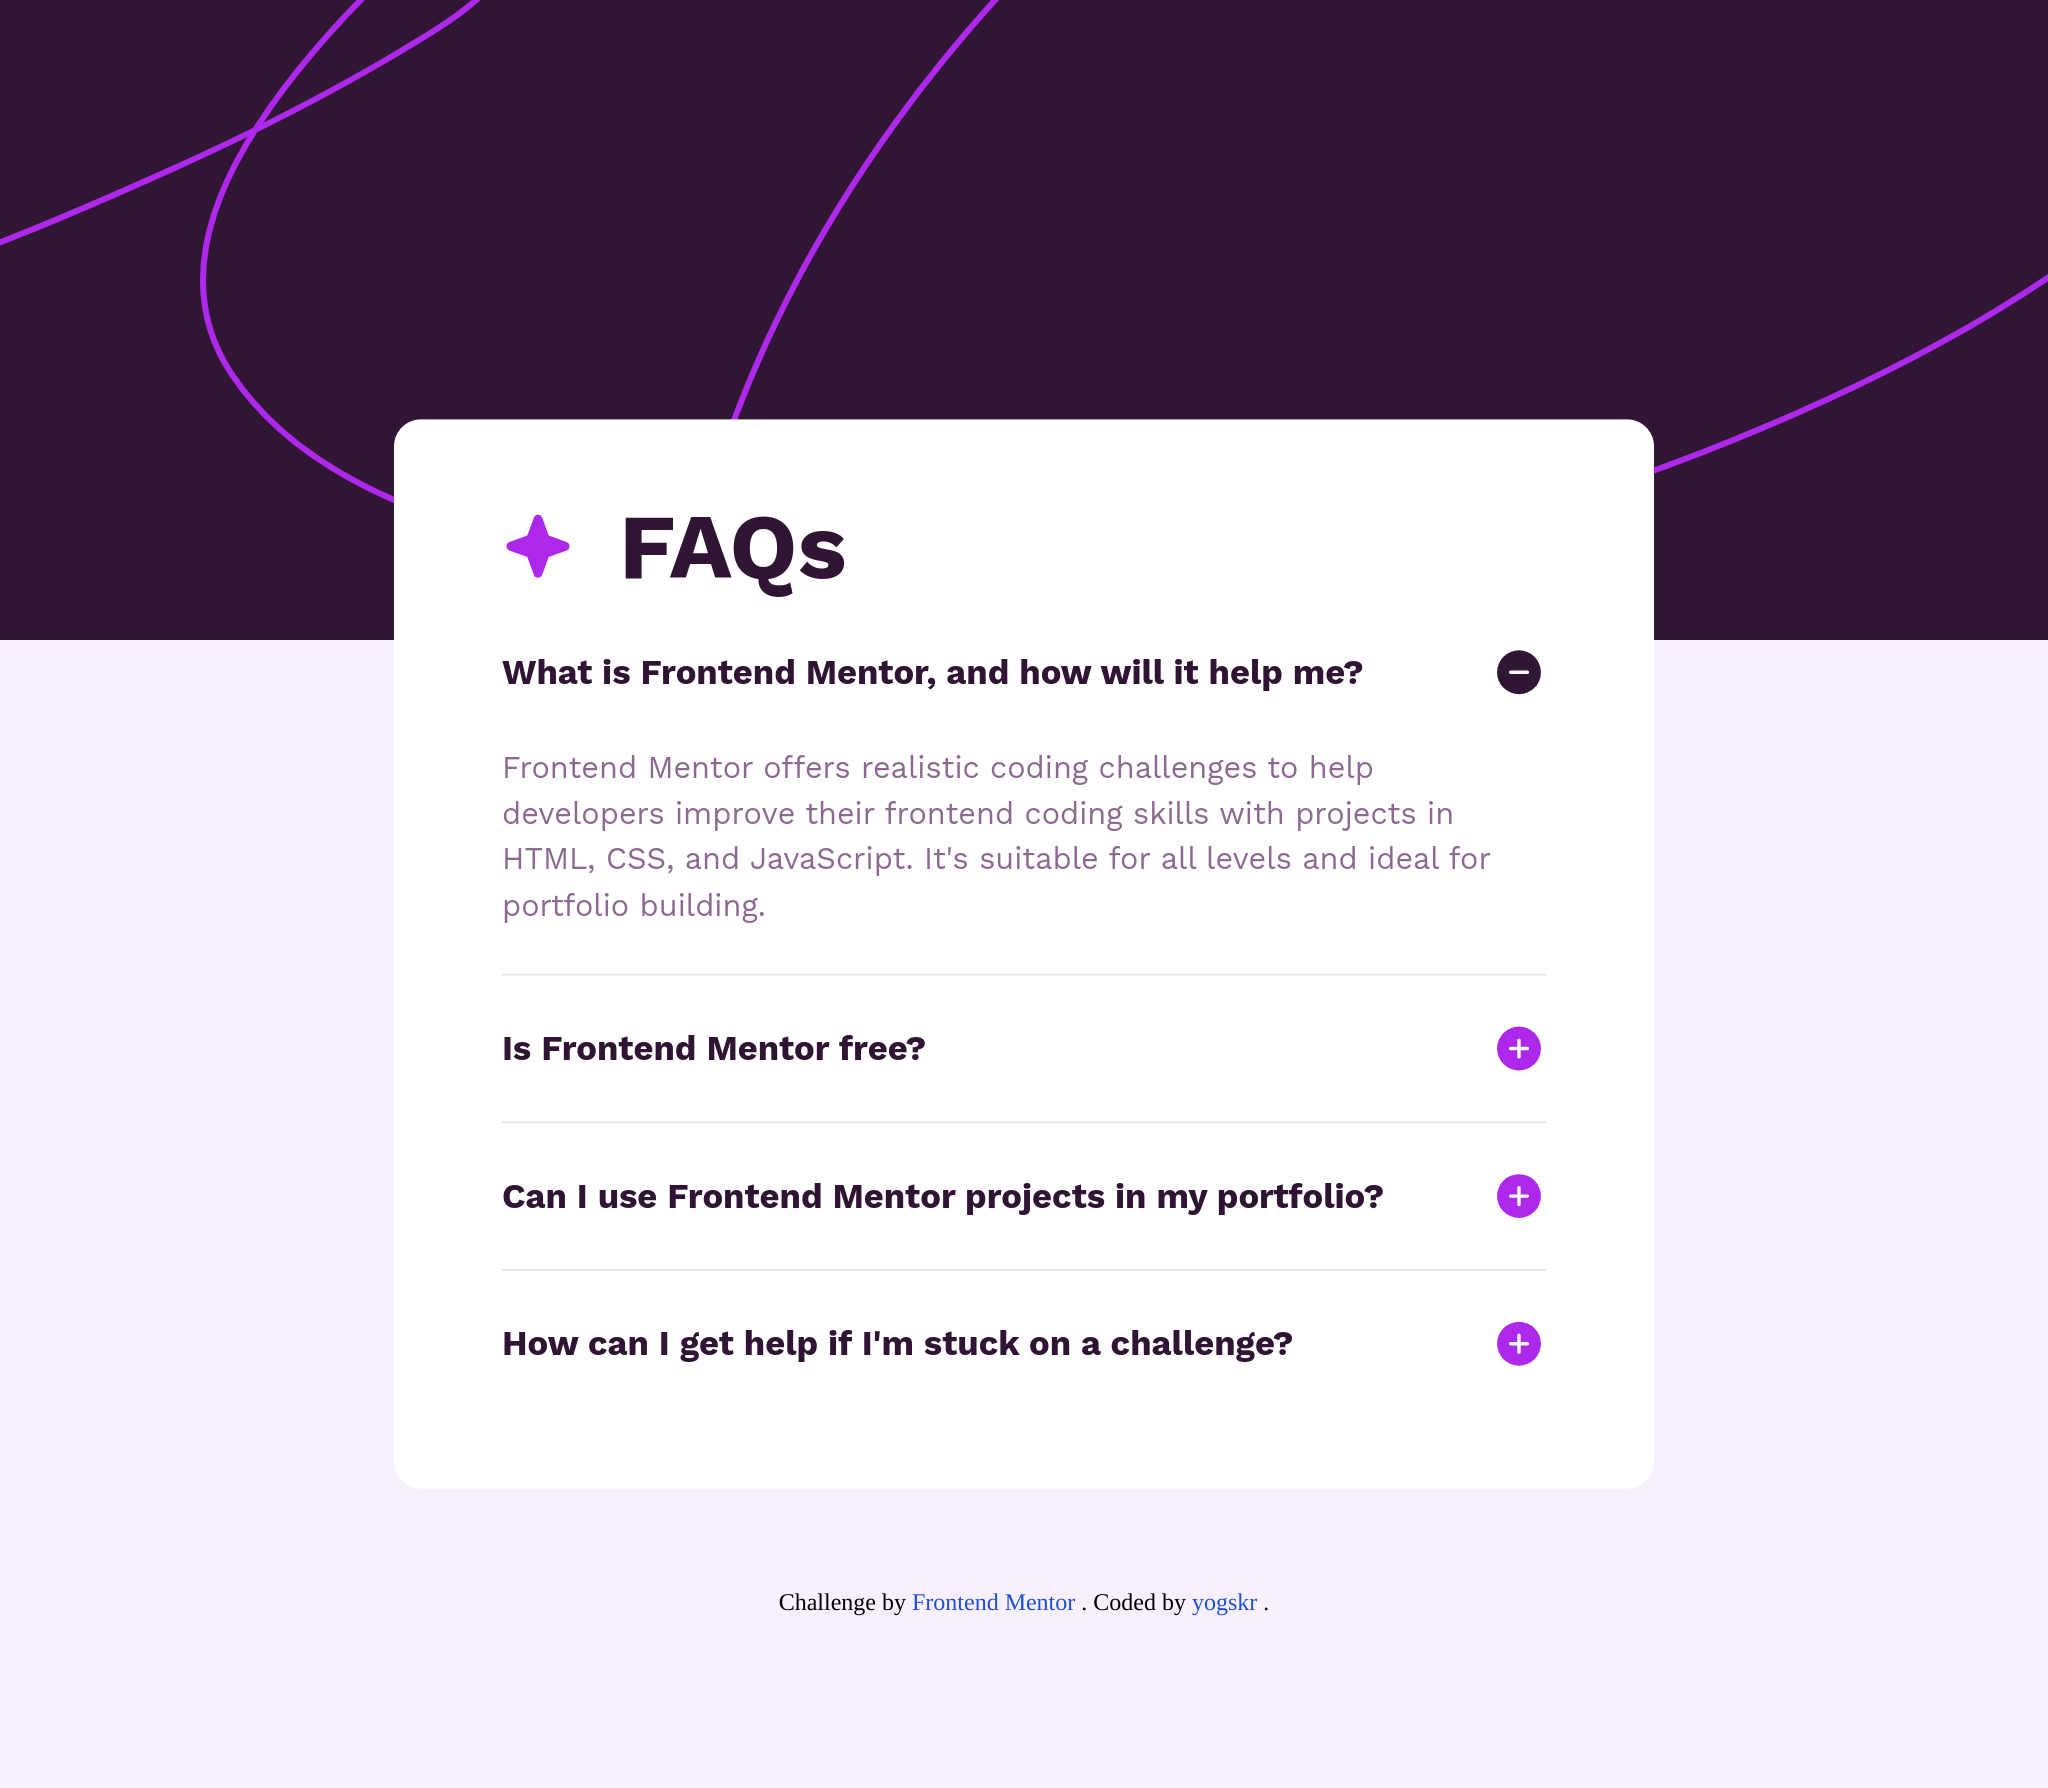 FAQs
What is Frontend Mentor, and how will it help me?
Frontend Mentor offers realistic coding challenges to help
developers improve their frontend coding skills with projects in
HTML, CSS, and JavaScript. It's suitable for all levels and ideal for
portfolio building.
Is Frontend Mentor free?
Can I use Frontend Mentor projects in my portfolio?
How can I get help if I'm stuck on a challenge?
Challenge by Frontend Mentor . Coded by yogskr .